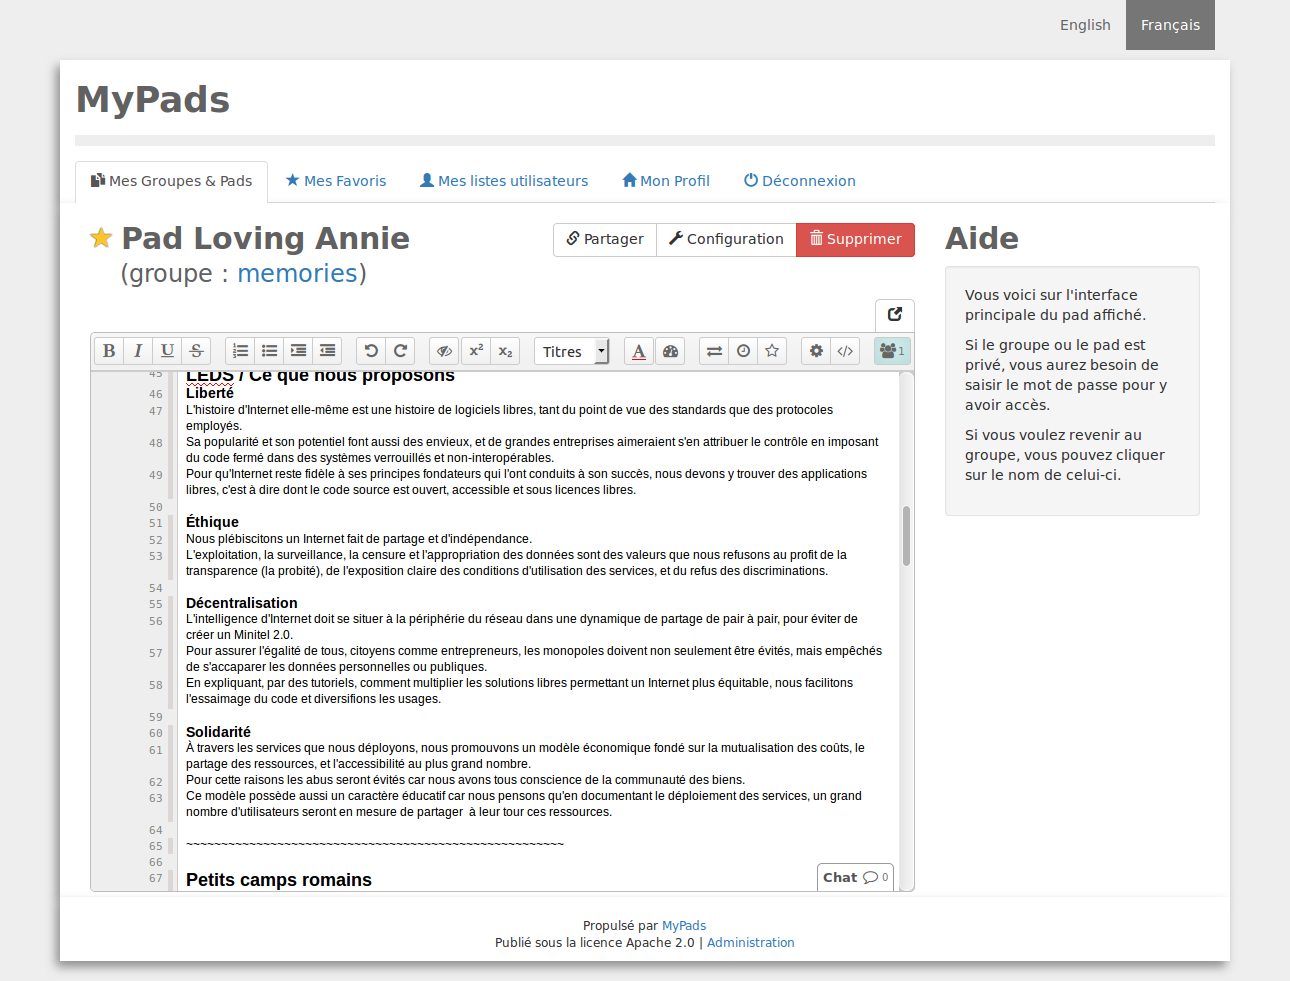 English Français
MyPads
Mes Groupes & Pads Mes Favoris Mes listes utilisateurs Mon Profil Déconnexion
Pad Loving Annie
(groupe : memories)
Partager Configuration Supprimer
B I U S x² x₂ Titres A 1
45 LEDS / Ce que nous proposons
46 Liberté
47 L'histoire d'Internet elle-même est une histoire de logiciels libres, tant du point de vue des standards que des protocoles
employés.
48 Sa popularité et son potentiel font aussi des envieux, et de grandes entreprises aimeraient s'en attribuer le contrôle en imposant
du code fermé dans des systèmes verrouillés et non-interopérables.
49 Pour qu'Internet reste fidèle à ses principes fondateurs qui l'ont conduits à son succès, nous devons y trouver des applications
libres, c'est à dire dont le code source est ouvert, accessible et sous licences libres.
50
51 Éthique
52 Nous plébiscitons un Internet fait de partage et d'indépendance.
53 L'exploitation, la surveillance, la censure et l'appropriation des données sont des valeurs que nous refusons au profit de la
transparence (la probité), de l'exposition claire des conditions d'utilisation des services, et du refus des discriminations.
54
55 Décentralisation
56 L'intelligence d'Internet doit se situer à la périphérie du réseau dans une dynamique de partage de pair à pair, pour éviter de
créer un Minitel 2.0.
57 Pour assurer l'égalité de tous, citoyens comme entrepreneurs, les monopoles doivent non seulement être évités, mais empêchés
de s'accaparer les données personnelles ou publiques.
58 En expliquant, par des tutoriels, comment multiplier les solutions libres permettant un Internet plus équitable, nous facilitons
l'essaimage du code et diversifions les usages.
59
60 Solidarité
61 À travers les services que nous déployons, nous promouvons un modèle économique fondé sur la mutualisation des coûts, le
partage des ressources, et l'accessibilité au plus grand nombre.
62 Pour cette raisons les abus seront évités car nous avons tous conscience de la communauté des biens.
63 Ce modèle possède aussi un caractère éducatif car nous pensons qu'en documentant le déploiement des services, un grand
nombre d'utilisateurs seront en mesure de partager  à leur tour ces ressources.
64
65 ~~~~~~~~~~~~~~~~~~~~~~~~~~~~~~~~~~~~~~~~~~~~~~~~~~~~~~
66
67 Petits camps romains
Chat 0
Aide
Vous voici sur l'interface
principale du pad affiché.
Si le groupe ou le pad est
privé, vous aurez besoin de
saisir le mot de passe pour y
avoir accès.
Si vous voulez revenir au
groupe, vous pouvez cliquer
sur le nom de celui-ci.
Propulsé par MyPads
Publié sous la licence Apache 2.0 | Administration